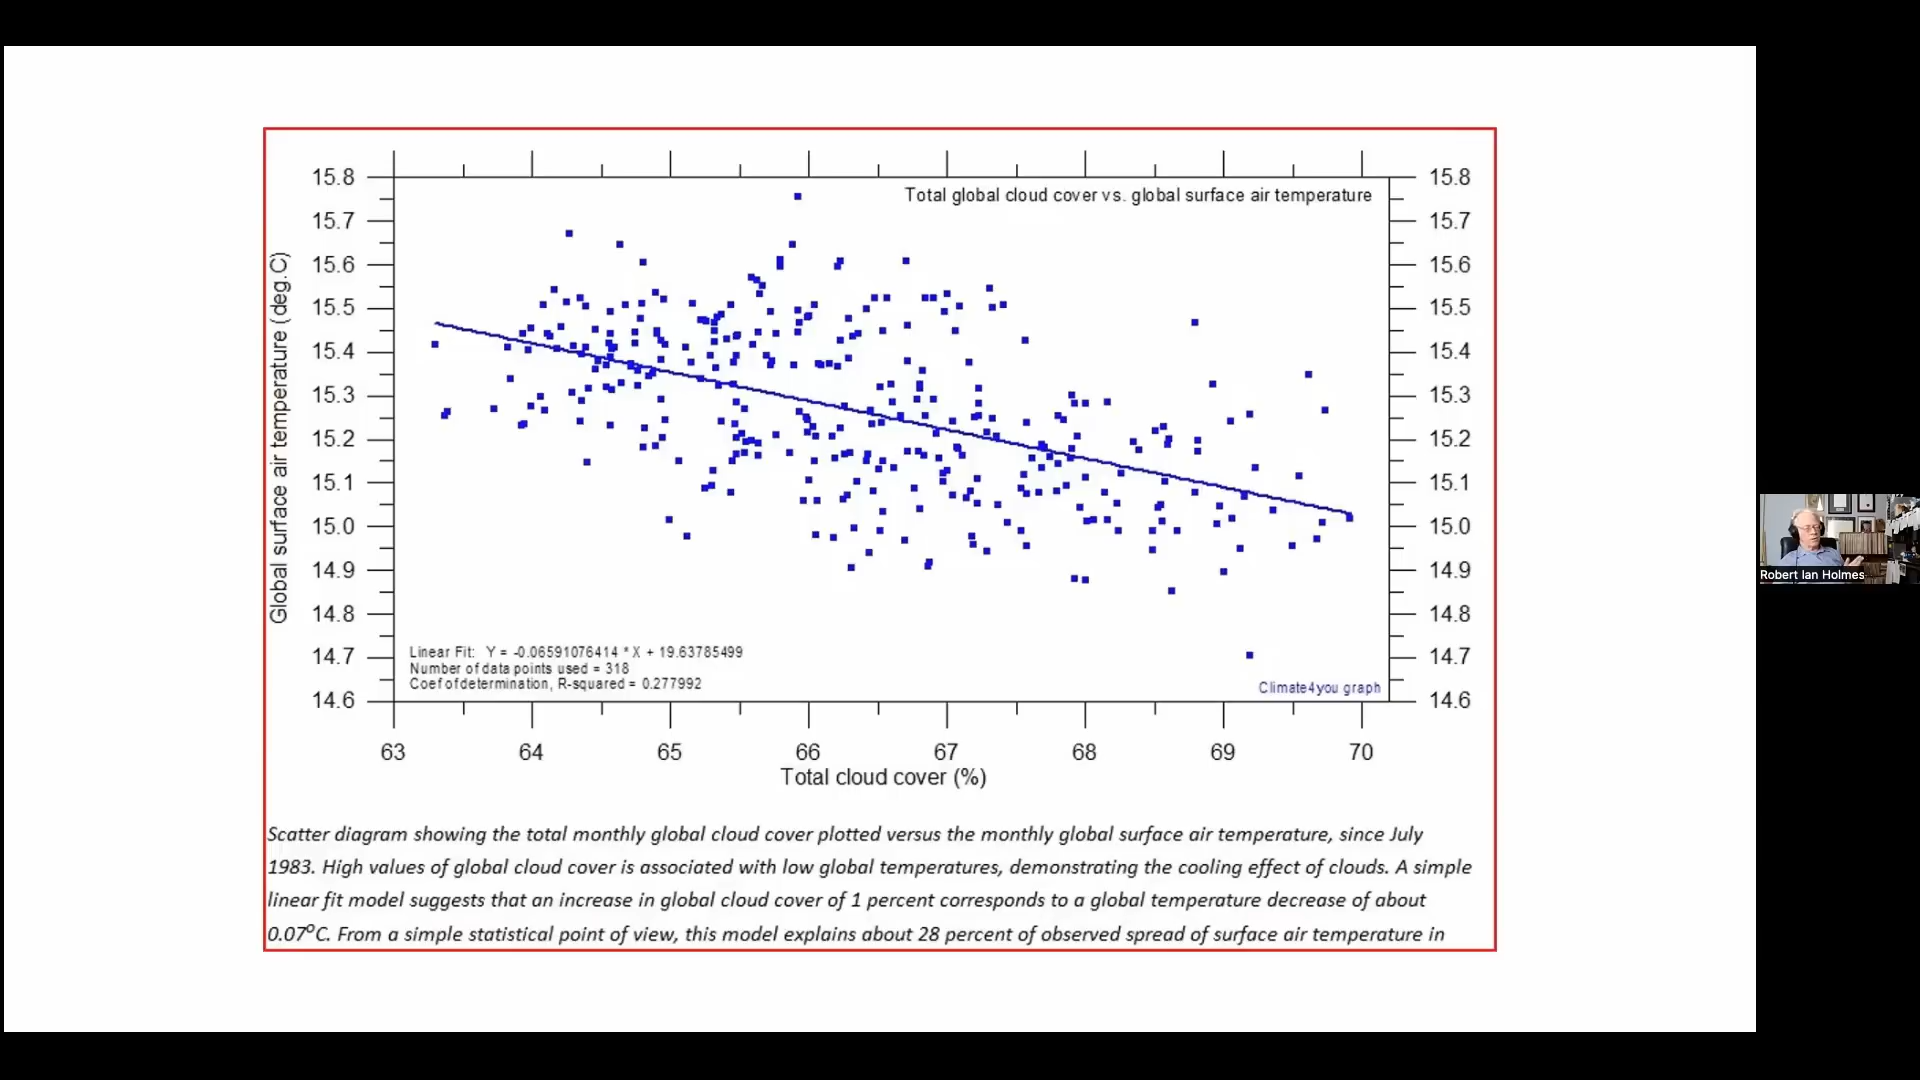 Total global cloud cover vs. global surface air temperature
15.8
15.7
15.6
15.5
15.4
15.3
15.2
15.1
15.0
14.9
14.8
14.7
14.6
Global surface air temperature (deg.C)
15.8
15.7
15.6
15.5
15.4
15.3
15.2
15.1
15.0
14.9
14.8
14.7
14.6
Linear Fit: Y = -0.06591076414 * X + 19.63785499
Number of data points used = 318
Coef of determination, R-squared = 0.277992
Climate4you graph
63 64 65 66 67 68 69 70
Total cloud cover (%)
Scatter diagram showing the total monthly global cloud cover plotted versus the monthly global surface air temperature, since July
1983. High values of global cloud cover is associated with low global temperatures, demonstrating the cooling effect of clouds. A simple
linear fit model suggests that an increase in global cloud cover of 1 percent corresponds to a global temperature decrease of about
0.07°C. From a simple statistical point of view, this model explains about 28 percent of observed spread of surface air temperature in
Robert Ian Holmes